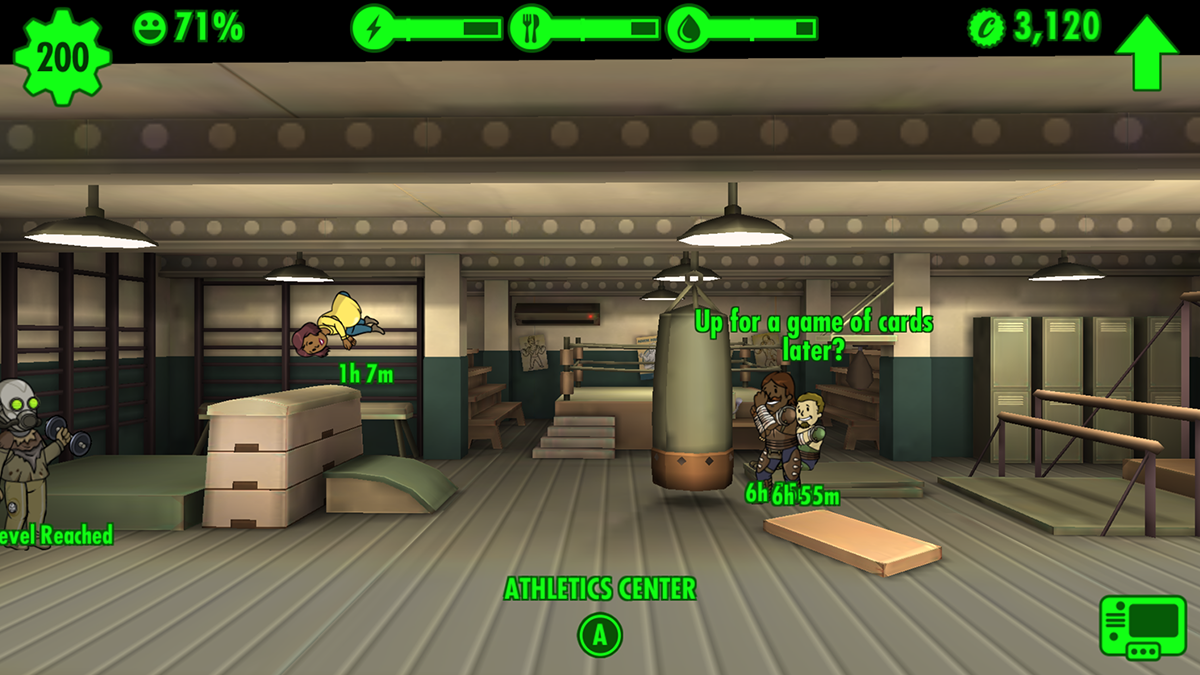 200
71%
3,120
Up for a game of cards
later?
1h 7m
6h 6h 55m
evel Reached
ATHLETICS CENTER
A